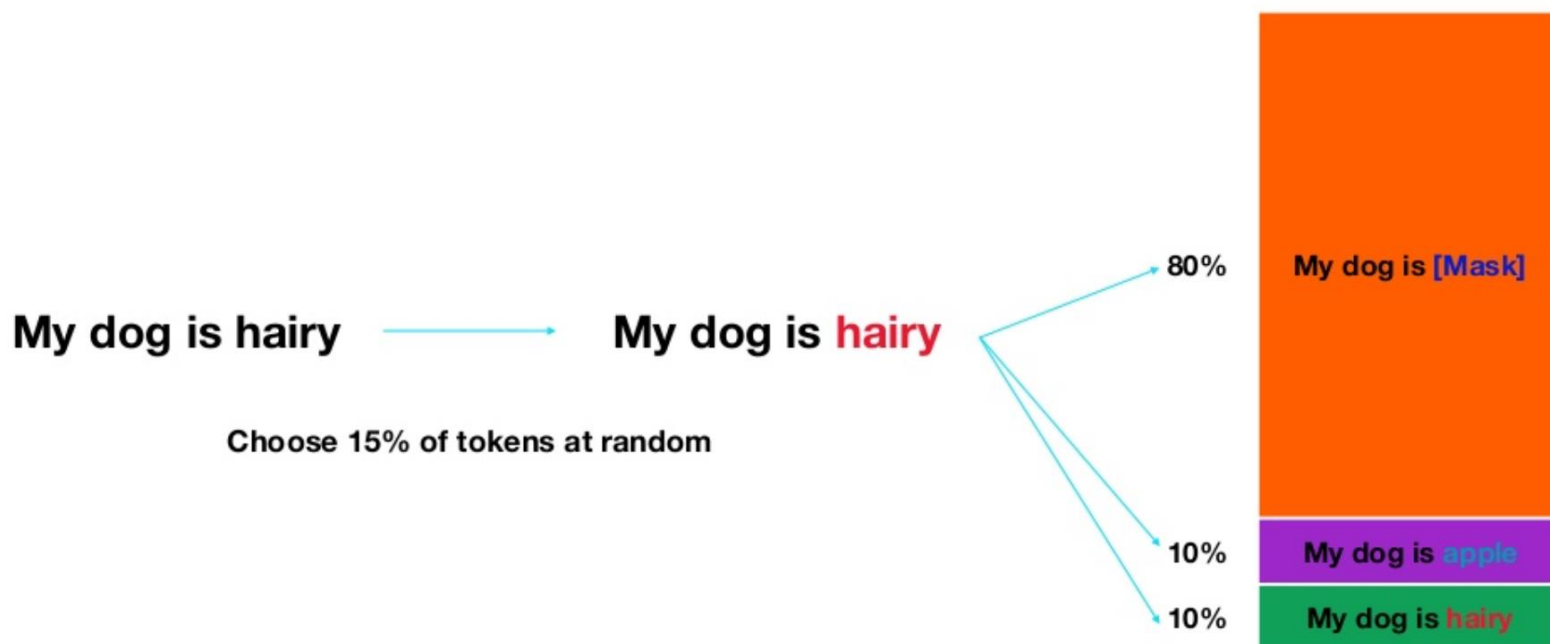 My dog is hairy
My dog is hairy
Choose 15% of tokens at random
80%
My dog is [Mask]
10%
My dog is apple
10%
My dog is hairy